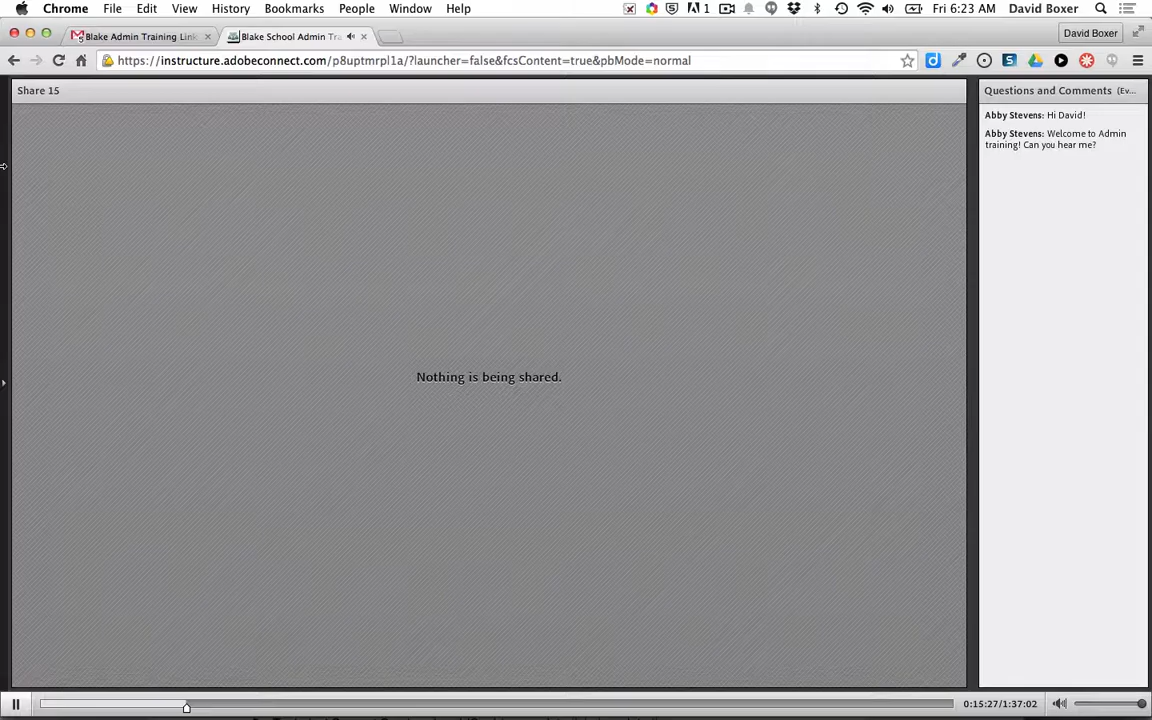 Chrome File Edit View History Bookmarks People Window Help 1 Fri 6:23 AM David Boxer
Blake Admin Training Link Blake School Admin Tra David Boxer
https://instructure.adobeconnect.com/p8uptmrpl1a/?launcher=false&fcsContent=true&pbMode=normal
Share 15
Nothing is being shared.
Questions and Comments (Ev...
Abby Stevens: Hi David!
Abby Stevens: Welcome to Admin
training! Can you hear me?
0:15:27/1:37:02